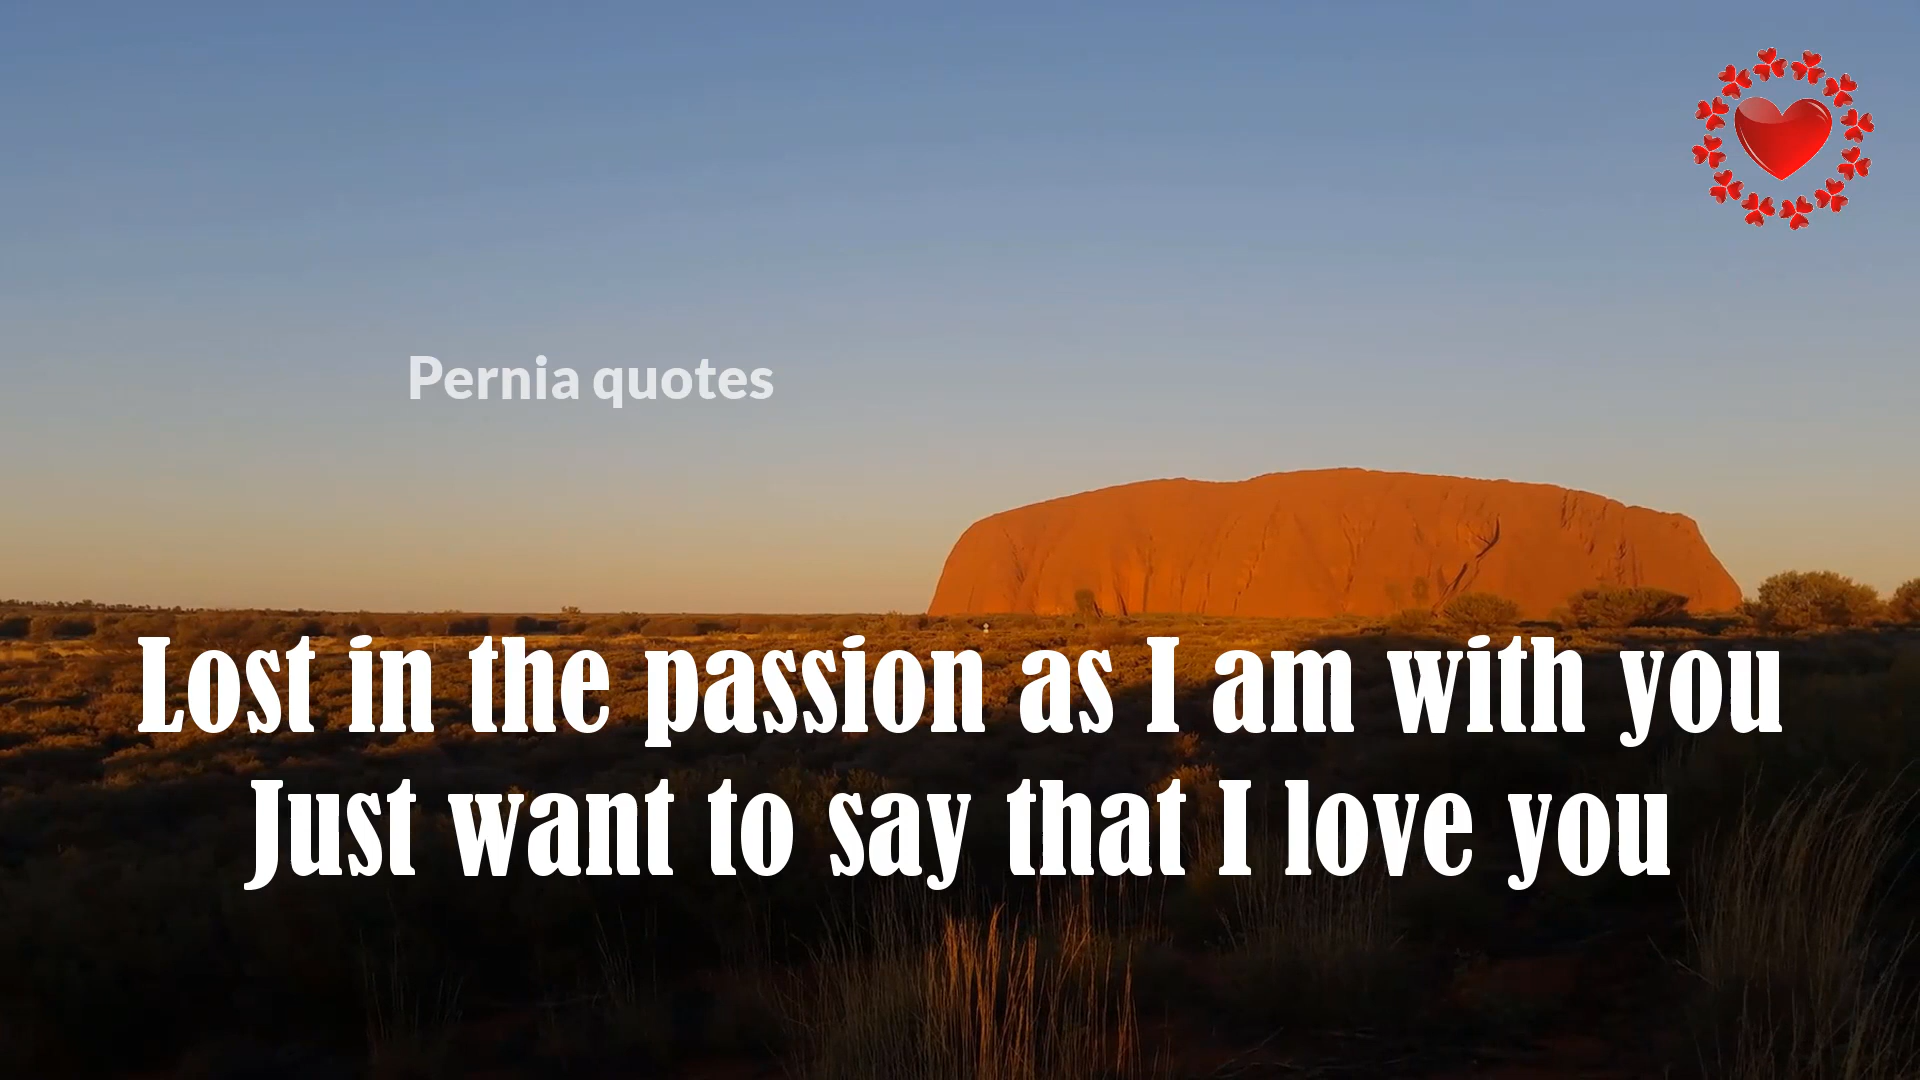 Pernia quotes
Lost in the passion as I am with you
Just want to say that I love you